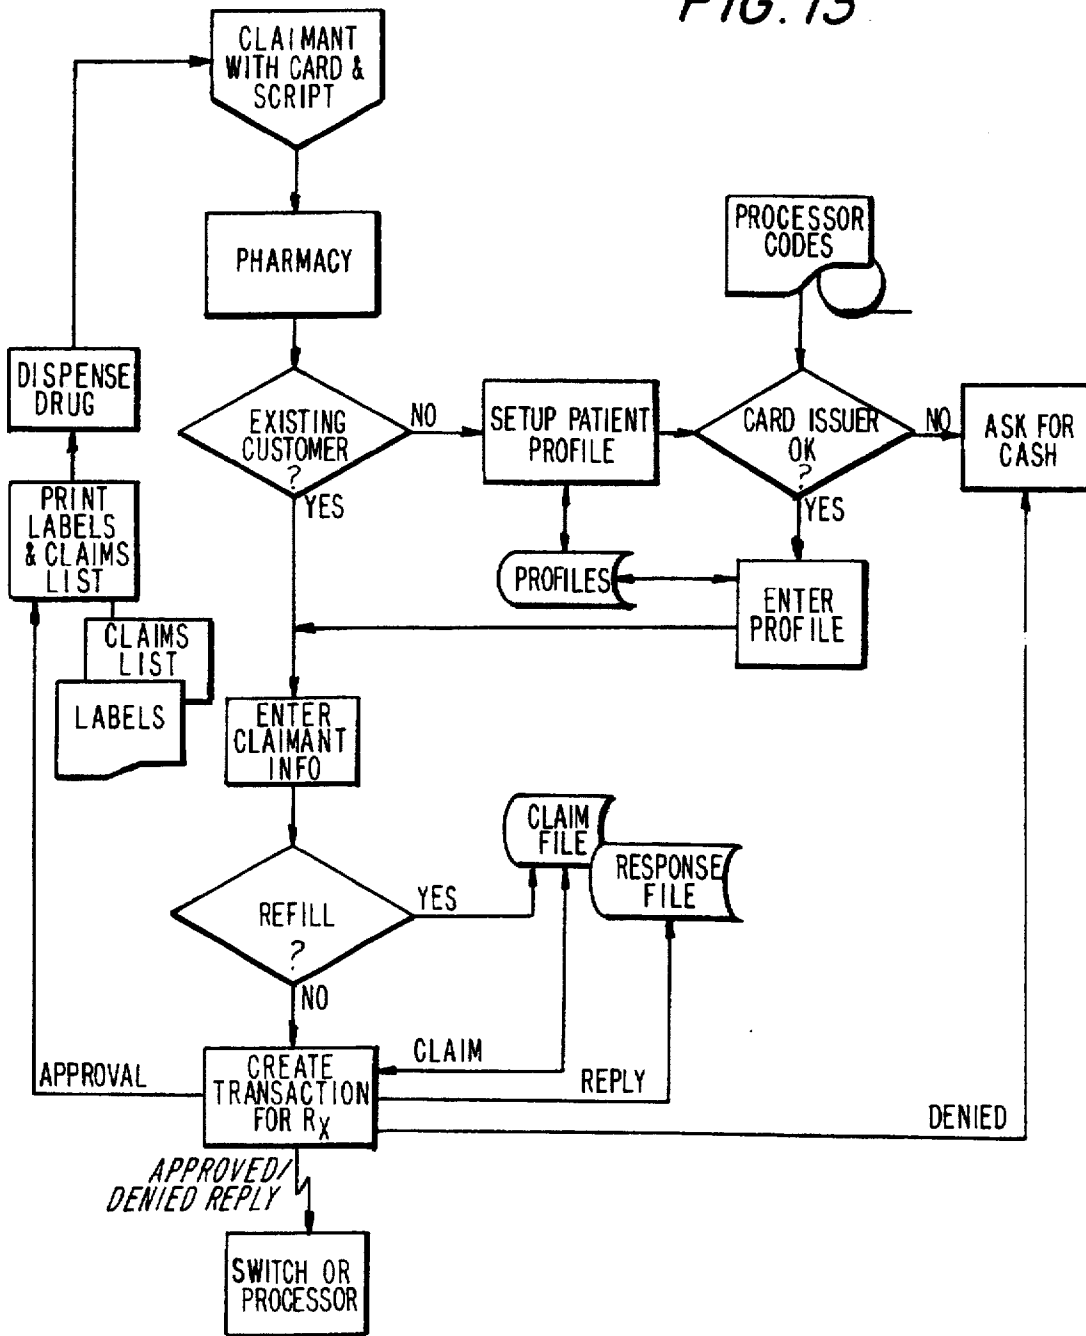 FIG. 13
CLAIMANT
WITH CARD &
SCRIPT
PHARMACY
PROCESSOR
CODES
DISPENSE
DRUG
EXISTING
CUSTOMER
?
NO
YES
SETUP PATIENT
PROFILE
CARD ISSUER
OK
?
NO
YES
ASK FOR
CASH
PRINT
LABELS
& CLAIMS
LIST
PROFILES
ENTER
PROFILE
CLAIMS
LIST
LABELS
ENTER
CLAIMANT
INFO
CLAIM
FILE
RESPONSE
FILE
REFILL
?
YES
NO
CREATE
TRANSACTION
FOR RX
APPROVAL
CLAIM
REPLY
DENIED
APPROVED/
DENIED REPLY
SWITCH OR
PROCESSOR